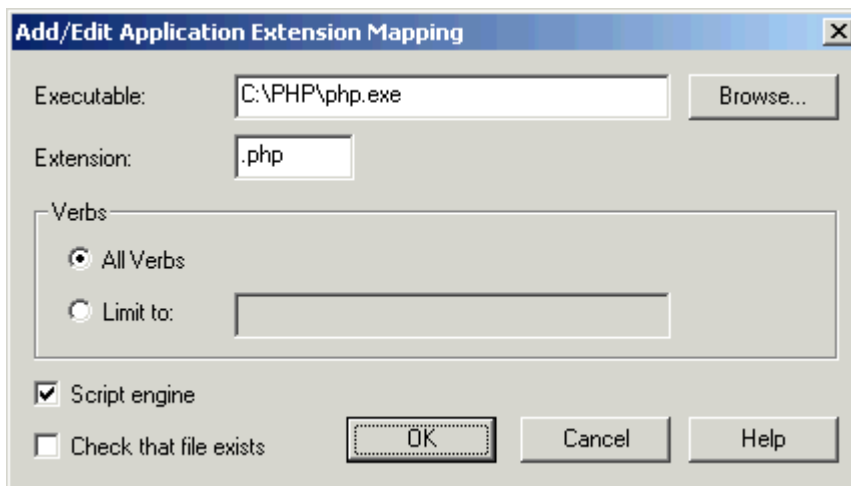 Add/Edit Application Extension Mapping
Executable: C:\PHP\php.exe Browse...
Extension: .php
Verbs
All Verbs
Limit to:
Script engine
Check that file exists OK Cancel Help